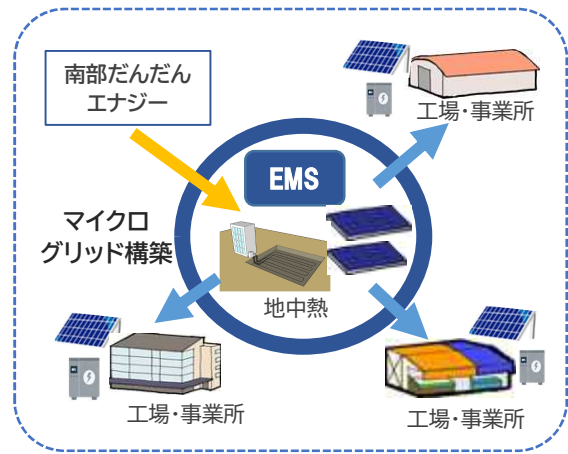 南部だんだん
エナジー
工場・事業所
EMS
マイクロ
グリッド構築
地中熱
工場・事業所
工場・事業所